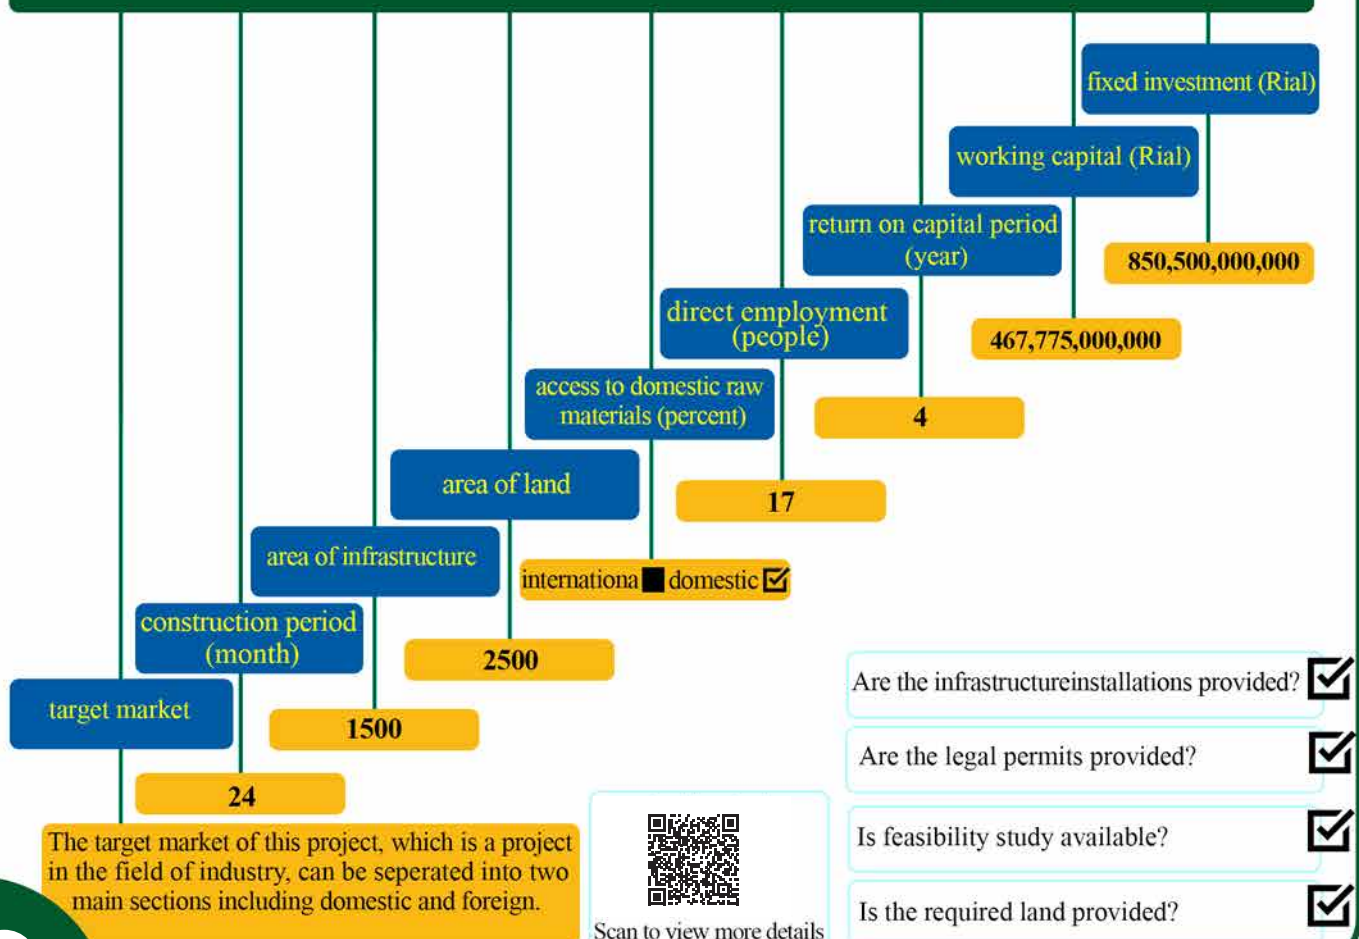 fixed investment (Rial)
850,500,000,000
working capital (Rial)
467,775,000,000
return on capital period
(year)
4
direct employment
(people)
17
access to domestic raw
materials (percent)
internationa domestic
area of land
2500
area of infrastructure
1500
construction period
(month)
24
target market
The target market of this project, which is a project
in the field of industry, can be seperated into two
main sections including domestic and foreign.
Scan to view more details
Are the infrastructureinstallations provided?
Are the legal permits provided?
Is feasibility study available?
Is the required land provided?